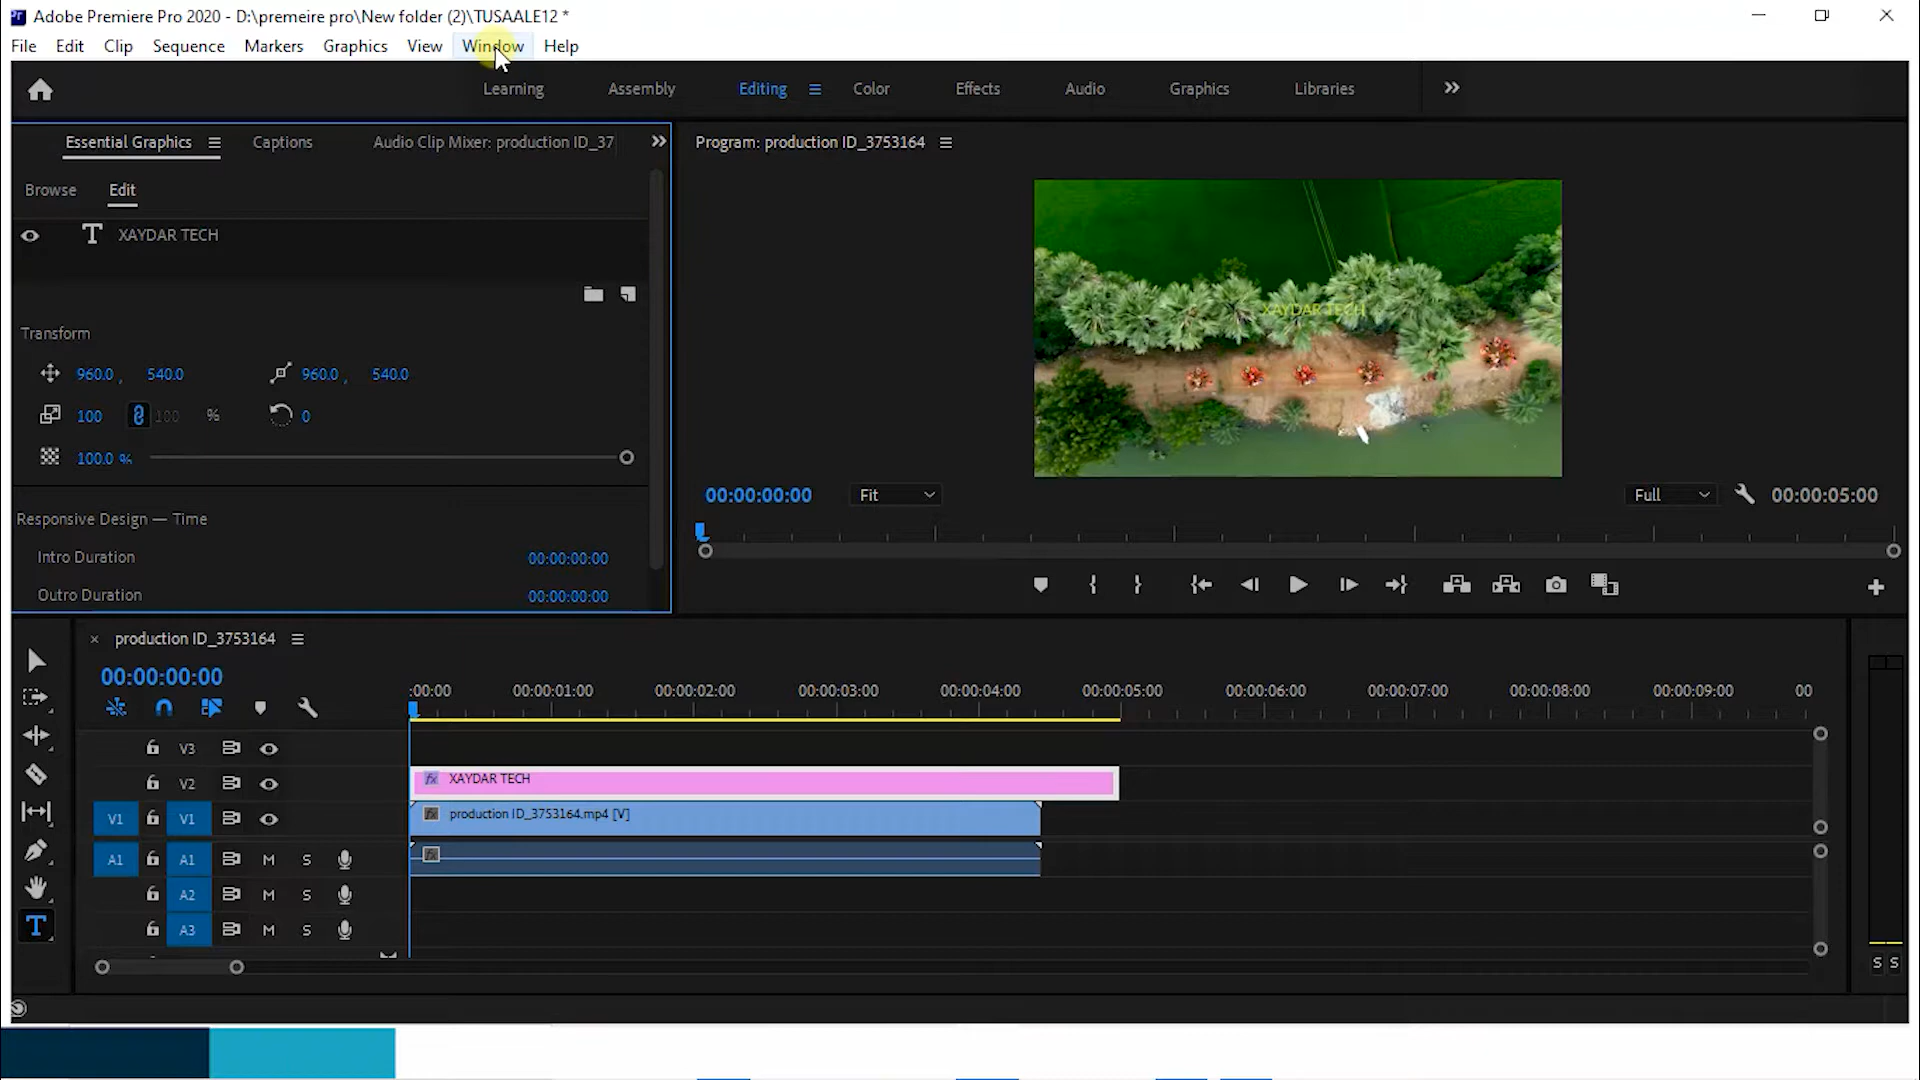 Adobe Premiere Pro 2020 - D:\premeire pro\New folder (2)\TUSAALE12 *
File Edit Clip Sequence Markers Graphics View Window Help
Learning Assembly Editing Color Effects Audio Graphics Libraries
Essential Graphics Captions Audio Clip Mixer: production ID_37
Program: production ID_3753164
Browse Edit
XAYDAR TECH
XAYDAR TECH
Transform
960.0 , 540.0 960.0 , 540.0
100 100 % 0
100.0 %
00:00:00:00 Fit Full 00:00:05:00
Responsive Design — Time
Intro Duration 00:00:00:00
Outro Duration 00:00:00:00
production ID_3753164
00:00:00:00
:00:00 00:00:01:00 00:00:02:00 00:00:03:00 00:00:04:00 00:00:05:00 00:00:06:00 00:00:07:00 00:00:08:00 00:00:09:00 00
V3
V2 fx XAYDAR TECH
V1 V1 fx production ID_3753164.mp4 [V]
A1 A1 M S fx
A2 M S
A3 M S
S S